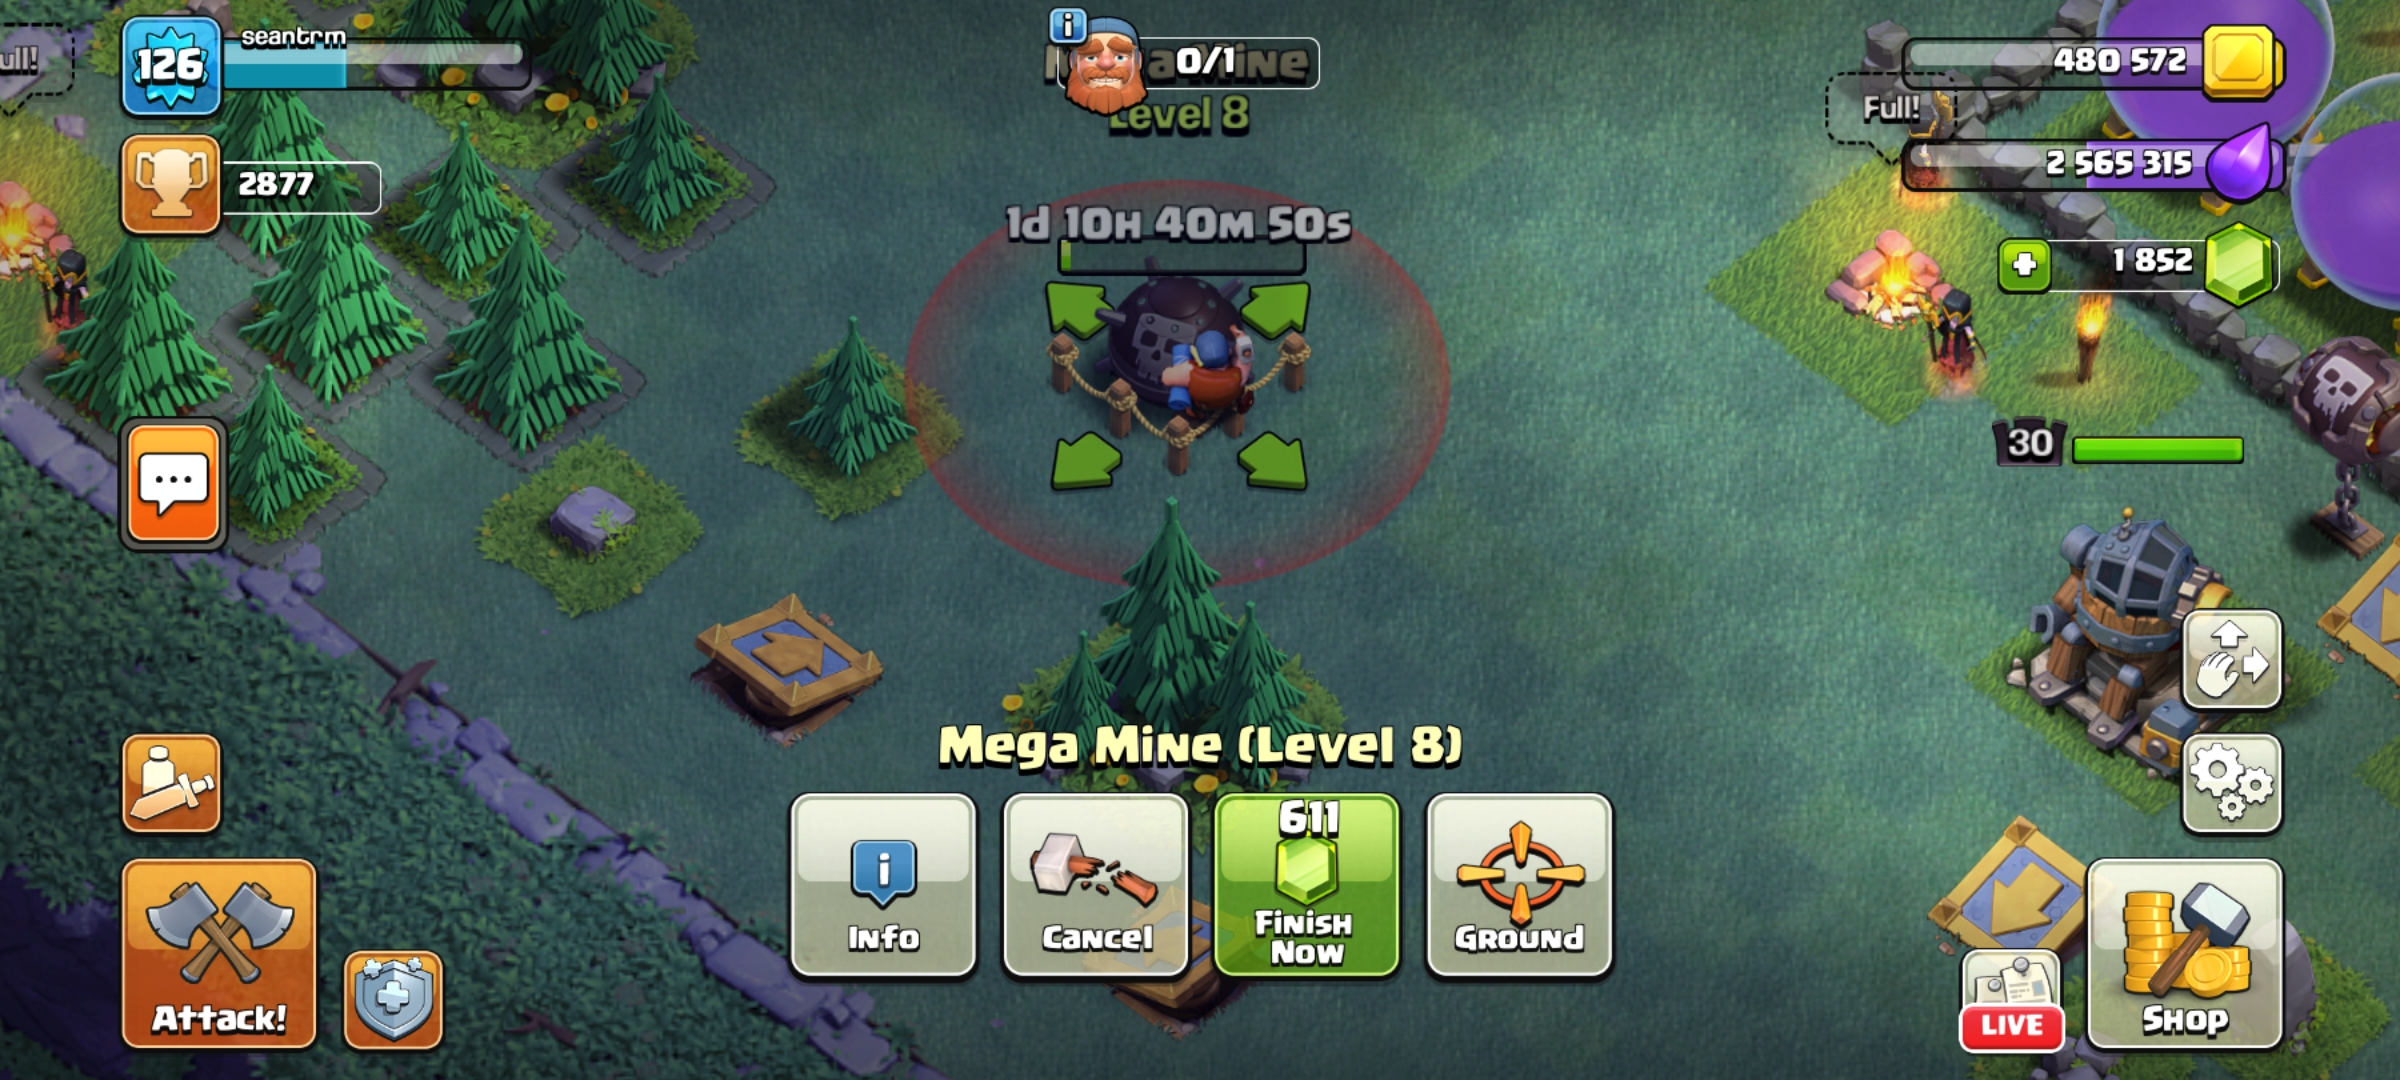 ull!
126
seantrm
i
0/1
Level 8
480 572
Full!
2877
2 565 315
1d 10H 40M 50s
1 852
30
Mega Mine (Level 8)
i
Info
Cancel
611
Finish
Now
Ground
Attack!
LIVE
Shop